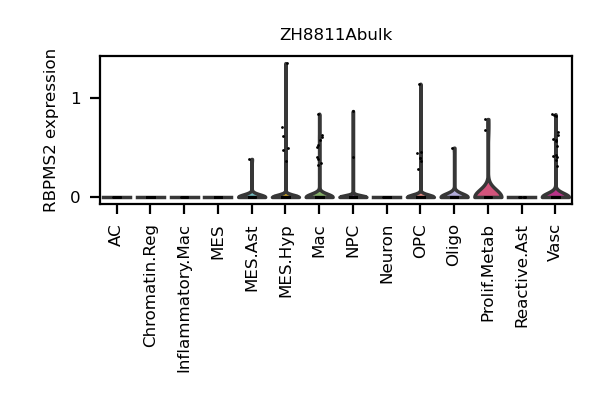 ZH8811Abulk
RBPMS2 expression
1
0
AC
Chromatin.Reg
Inflammatory.Mac
MES
MES.Ast
MES.Hyp
Mac
NPC
Neuron
OPC
Oligo
Prolif.Metab
Reactive.Ast
Vasc